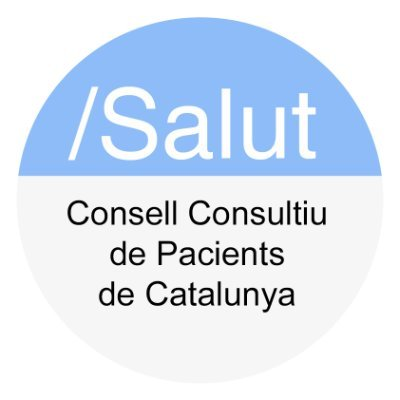 /Salut
Consell Consultiu
de Pacients
de Catalunya